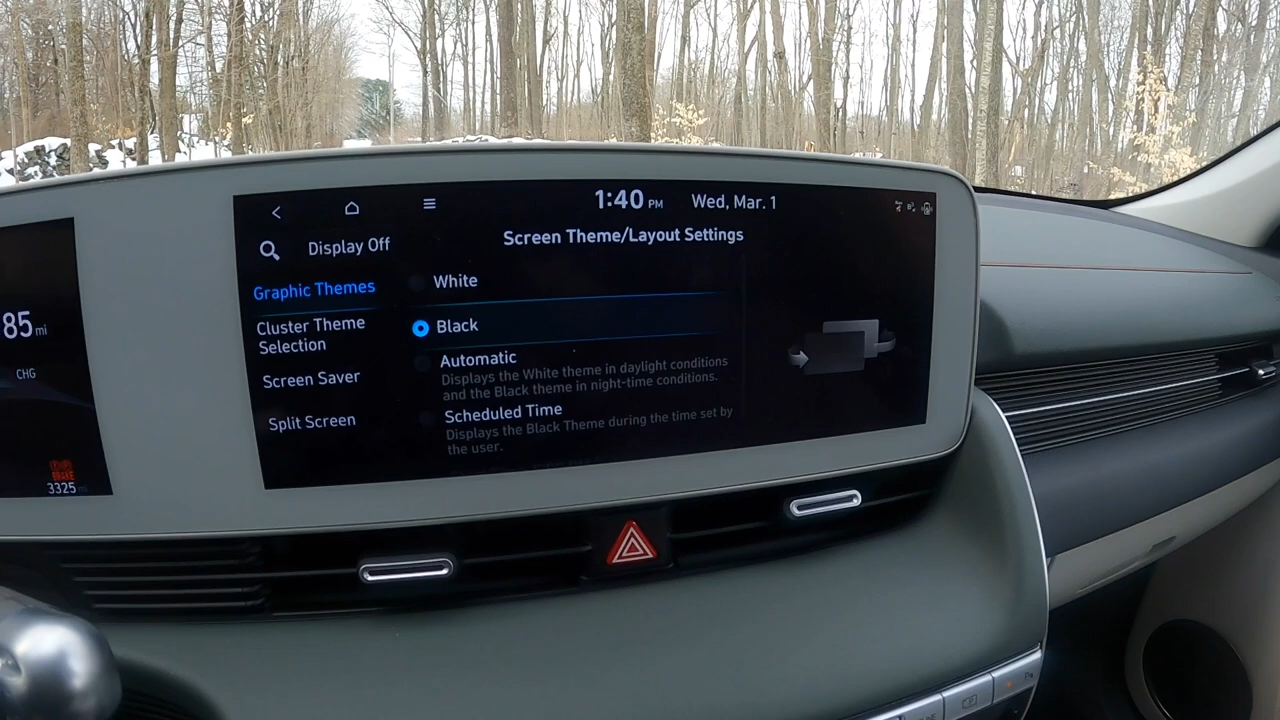 1:40 PM
Wed, Mar. 1
Display Off
Screen Theme/Layout Settings
Graphic Themes
Cluster Theme
Selection
Screen Saver
Split Screen
White
Black
Automatic
Displays the White theme in daylight conditions
and the Black theme in night-time conditions.
Scheduled Time
Displays the Black Theme during the time set by
the user.
85 mi
CHG
BRAKE
3325